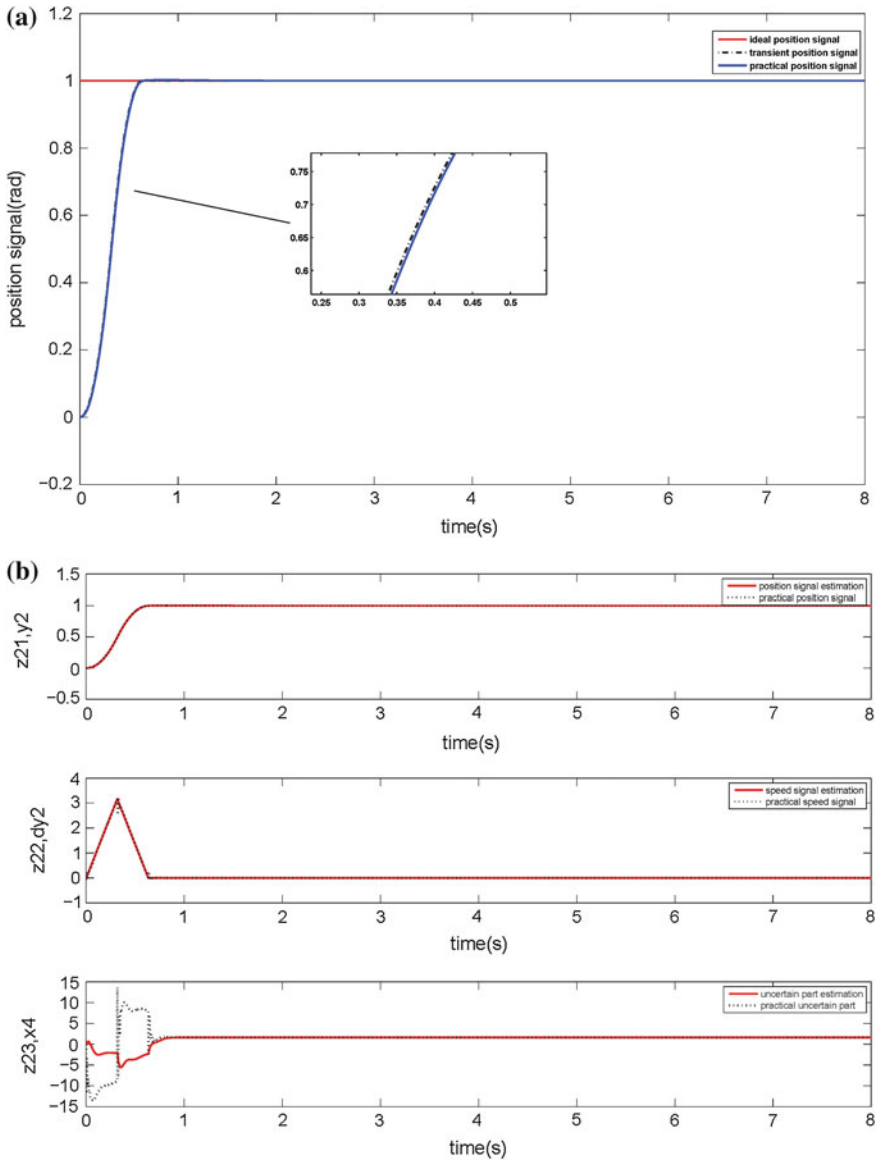 (a)
1.2
1
0.8
0.6
0.4
0.2
0
−0.2
position signal(rad)
ideal position signal
transient position signal
practical position signal
0.75
0.7
0.65
0.6
0.25 0.3 0.35 0.4 0.45 0.5
0 1 2 3 4 5 6 7 8
time(s)
(b)
1.5
1
0.5
0
−0.5
z21,y2
position signal estimation
practical position signal
0 1 2 3 4 5 6 7 8
time(s)
4
3
2
1
0
−1
z22,dy2
speed signal estimation
practical speed signal
0 1 2 3 4 5 6 7 8
time(s)
15
10
5
0
−5
−10
−15
z23,x4
uncertain part estimation
practical uncertain part
0 1 2 3 4 5 6 7 8
time(s)